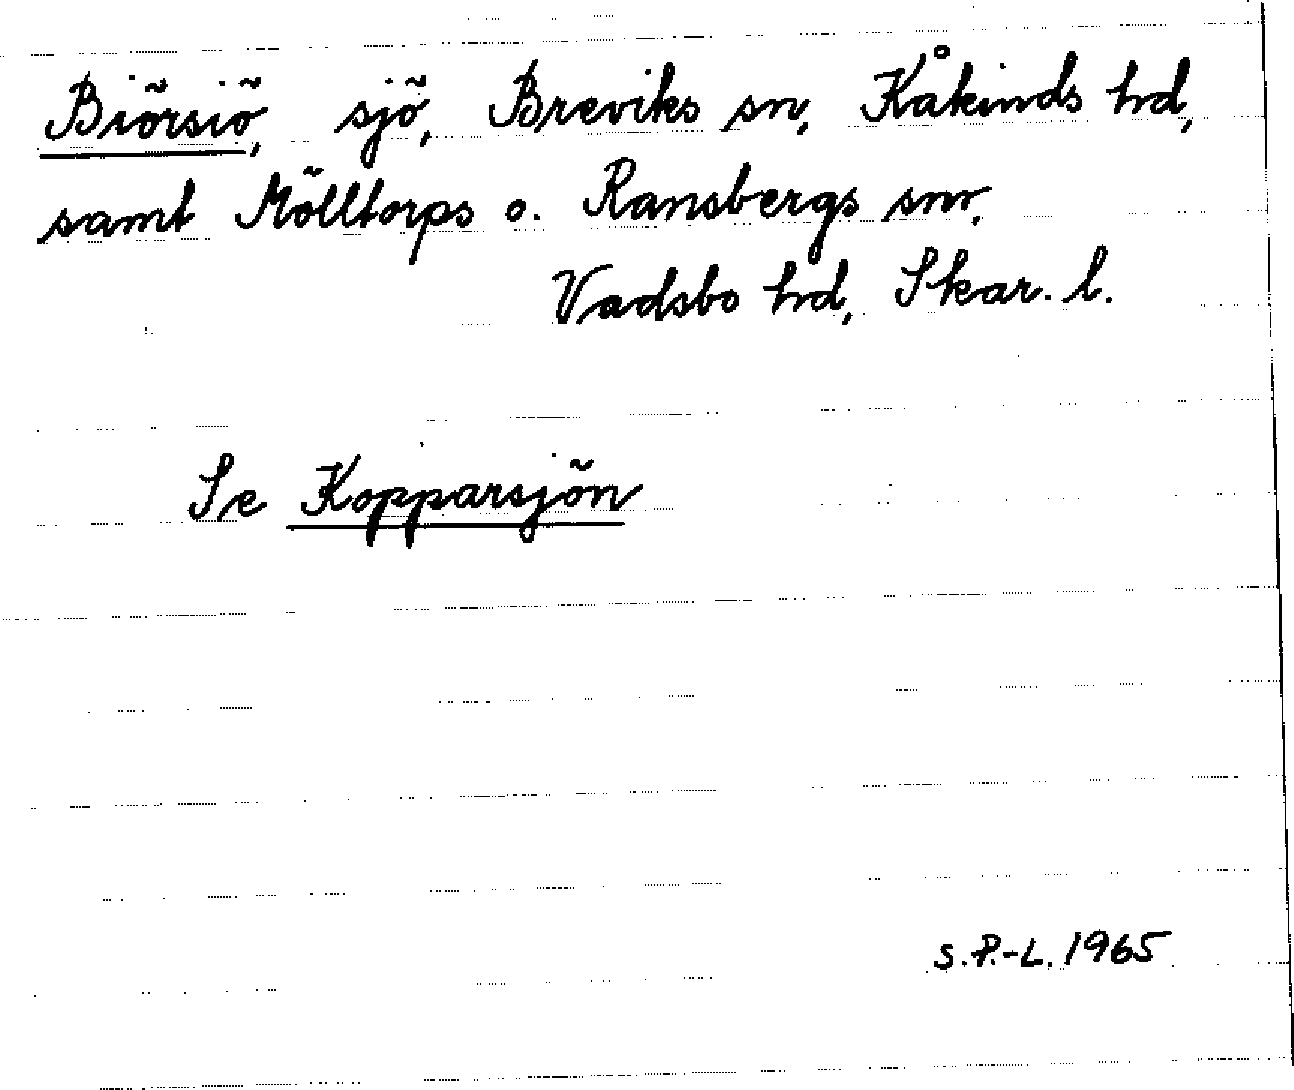 Biörsiö, sjö, Breviks sn, Kåkinds hd,
samt Mölltorps o. Ransbergs snr,
Vadsbo hd, Skar. l.
Se Kopparsjön
S.P.-L. 1965